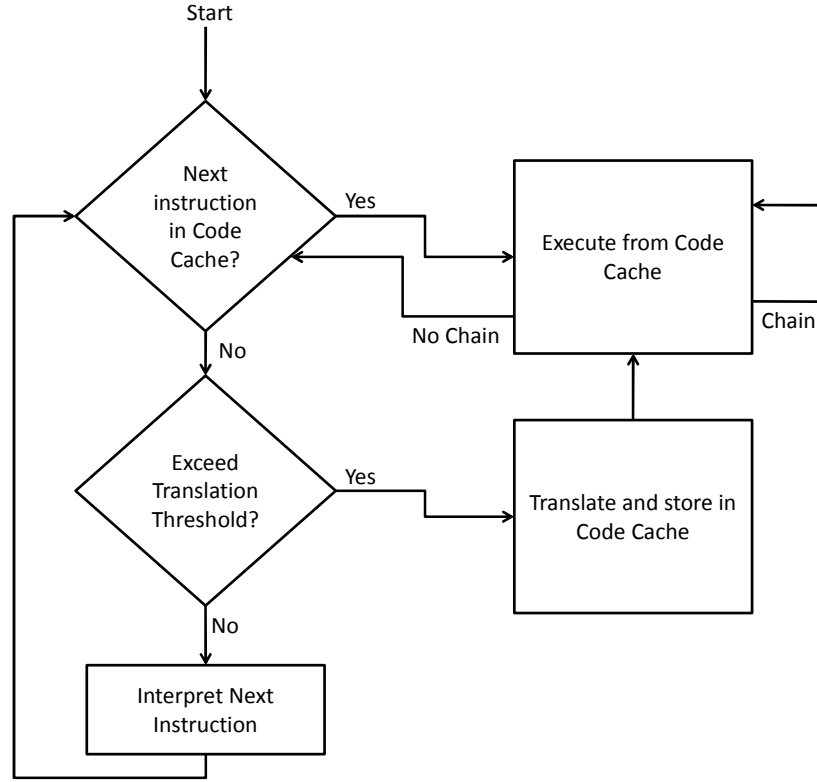 Start
Next
instruction
in Code
Cache?
Yes
Execute from Code
Cache
No Chain
Chain
No
Exceed
Translation
Threshold?
Yes
Translate and store in
Code Cache
No
Interpret Next
Instruction